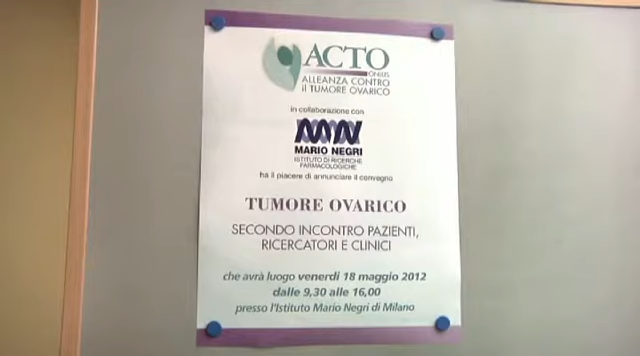 ACTO
ONLUS
ALLEANZA CONTRO
il TUMORE OVARICO
in collaborazione con
MN
MARIO NEGRI
ISTITUTO DI RICERCHE
FARMACOLOGICHE
ha il piacere di annunciare il convegno
TUMORE OVARICO
SECONDO INCONTRO PAZIENTI,
RICERCATORI E CLINICI
che avrà luogo venerdi 18 maggio 2012
dalle 9,30 alle 16,00
presso l'Istituto Mario Negri di Milano